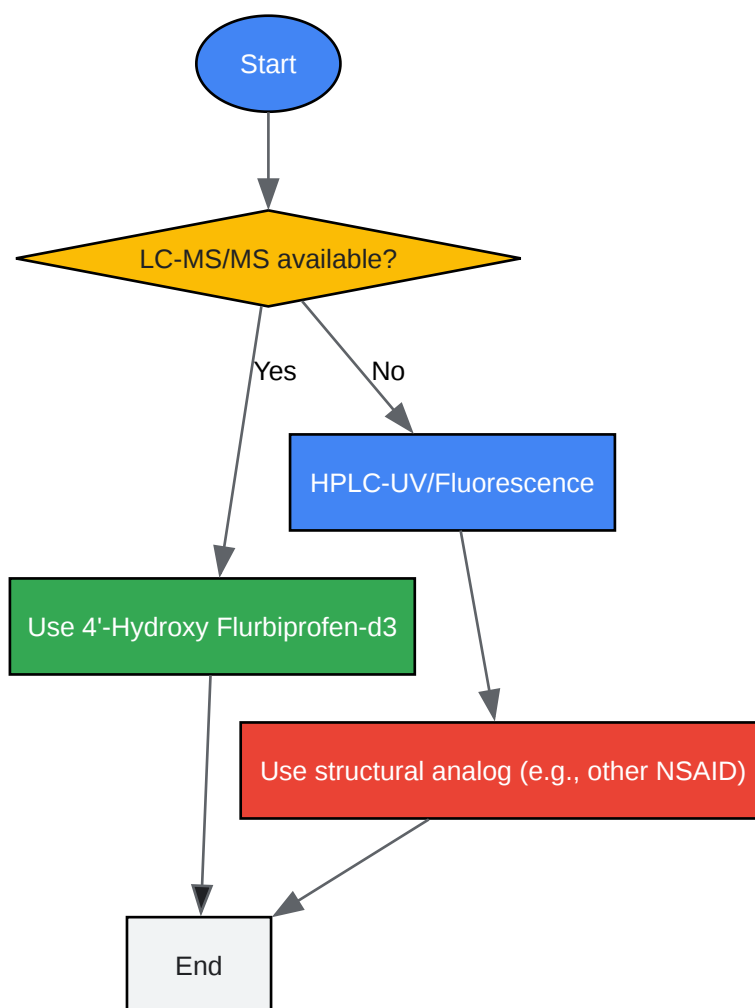 Start
LC-MS/MS available?
Yes
No
HPLC-UV/Fluorescence
Use 4'-Hydroxy Flurbiprofen-d3
Use structural analog (e.g., other NSAID)
End